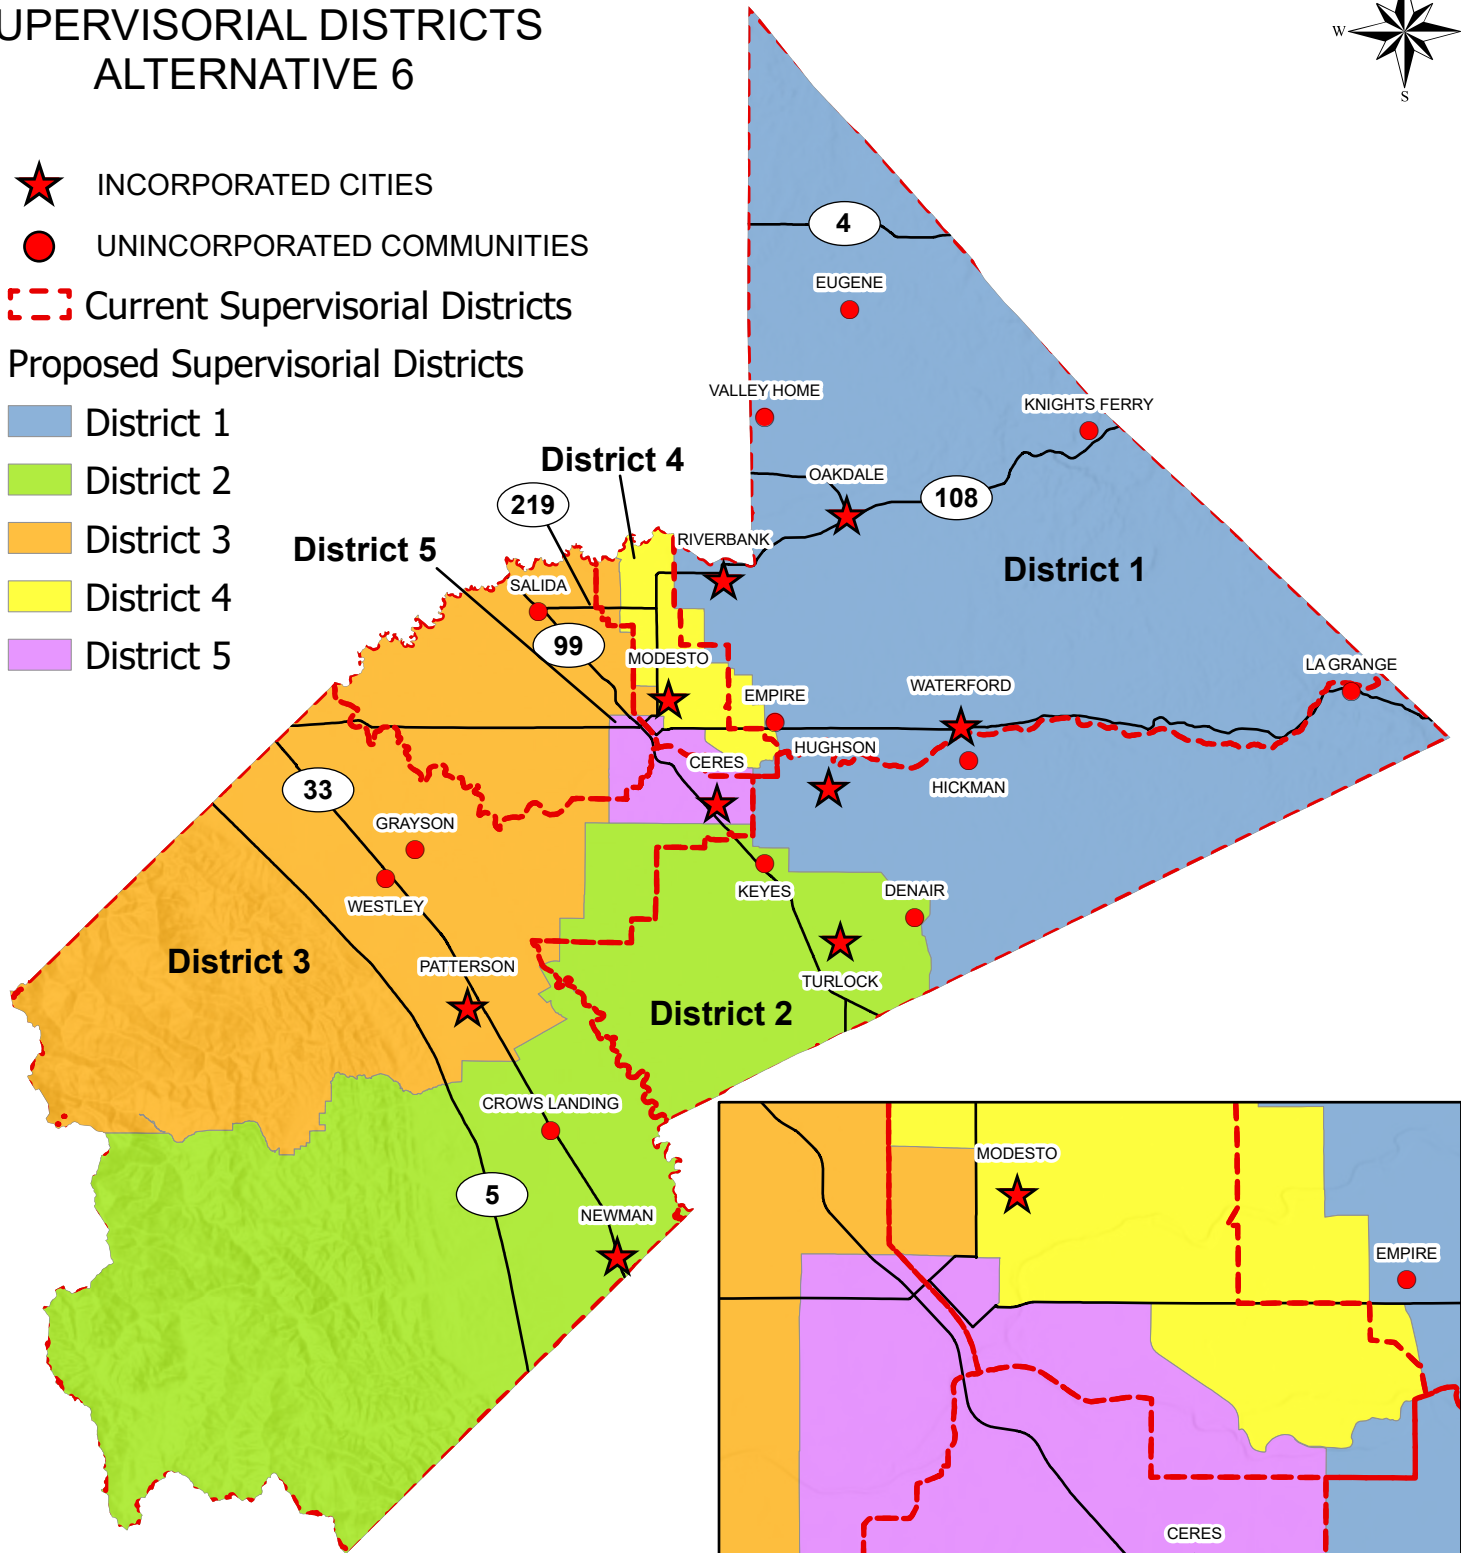 UPERVISORIAL DISTRICTS
ALTERNATIVE 6
W
S
INCORPORATED CITIES
UNINCORPORATED COMMUNITIES
Current Supervisorial Districts
Proposed Supervisorial Districts
District 1
District 2
District 3
District 4
District 5
4
EUGENE
VALLEY HOME
KNIGHTS FERRY
District 4
OAKDALE
219
108
District 5
RIVERBANK
District 1
SALIDA
99
MODESTO
LA GRANGE
EMPIRE
WATERFORD
HUGHSON
CERES
33
HICKMAN
GRAYSON
KEYES
DENAIR
WESTLEY
District 3
PATTERSON
TURLOCK
District 2
CROWS LANDING
5
NEWMAN
MODESTO
EMPIRE
CERES